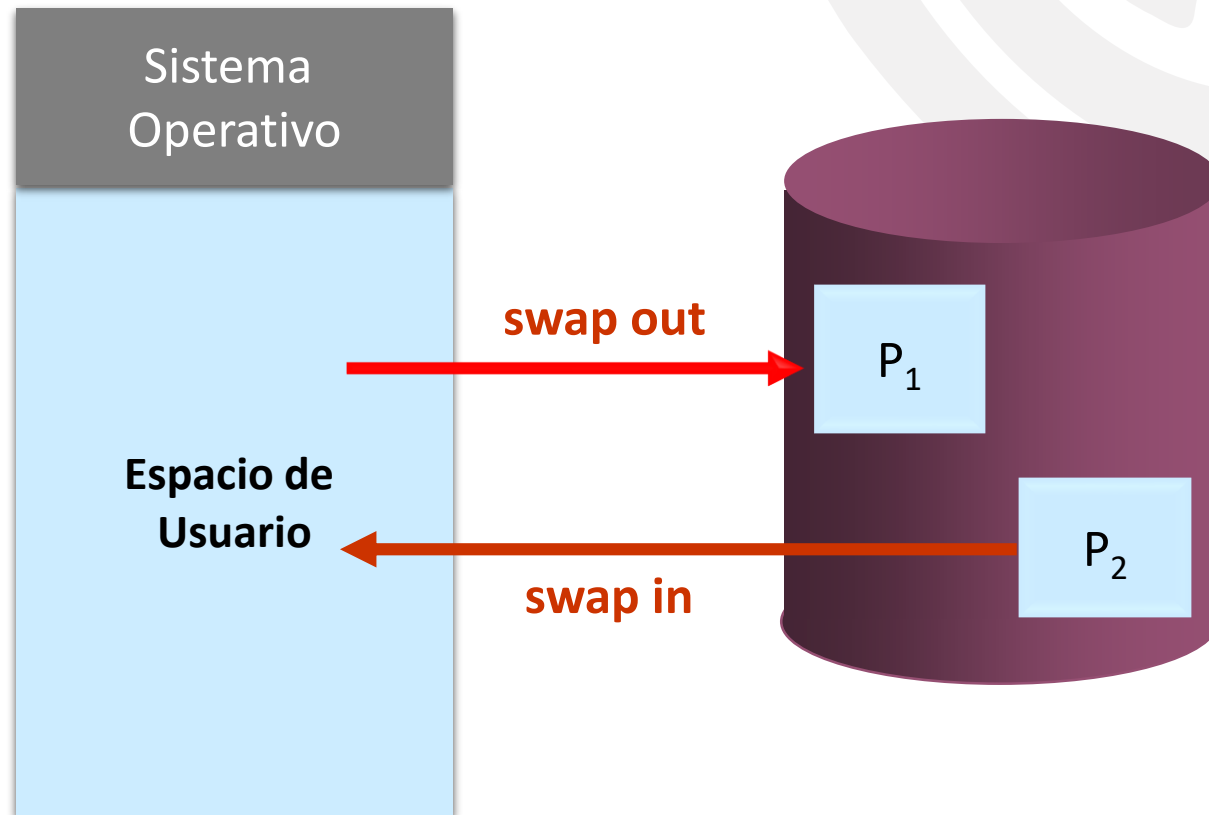 Sistema
Operativo
swap out
P₁
Espacio de
Usuario
P₂
swap in